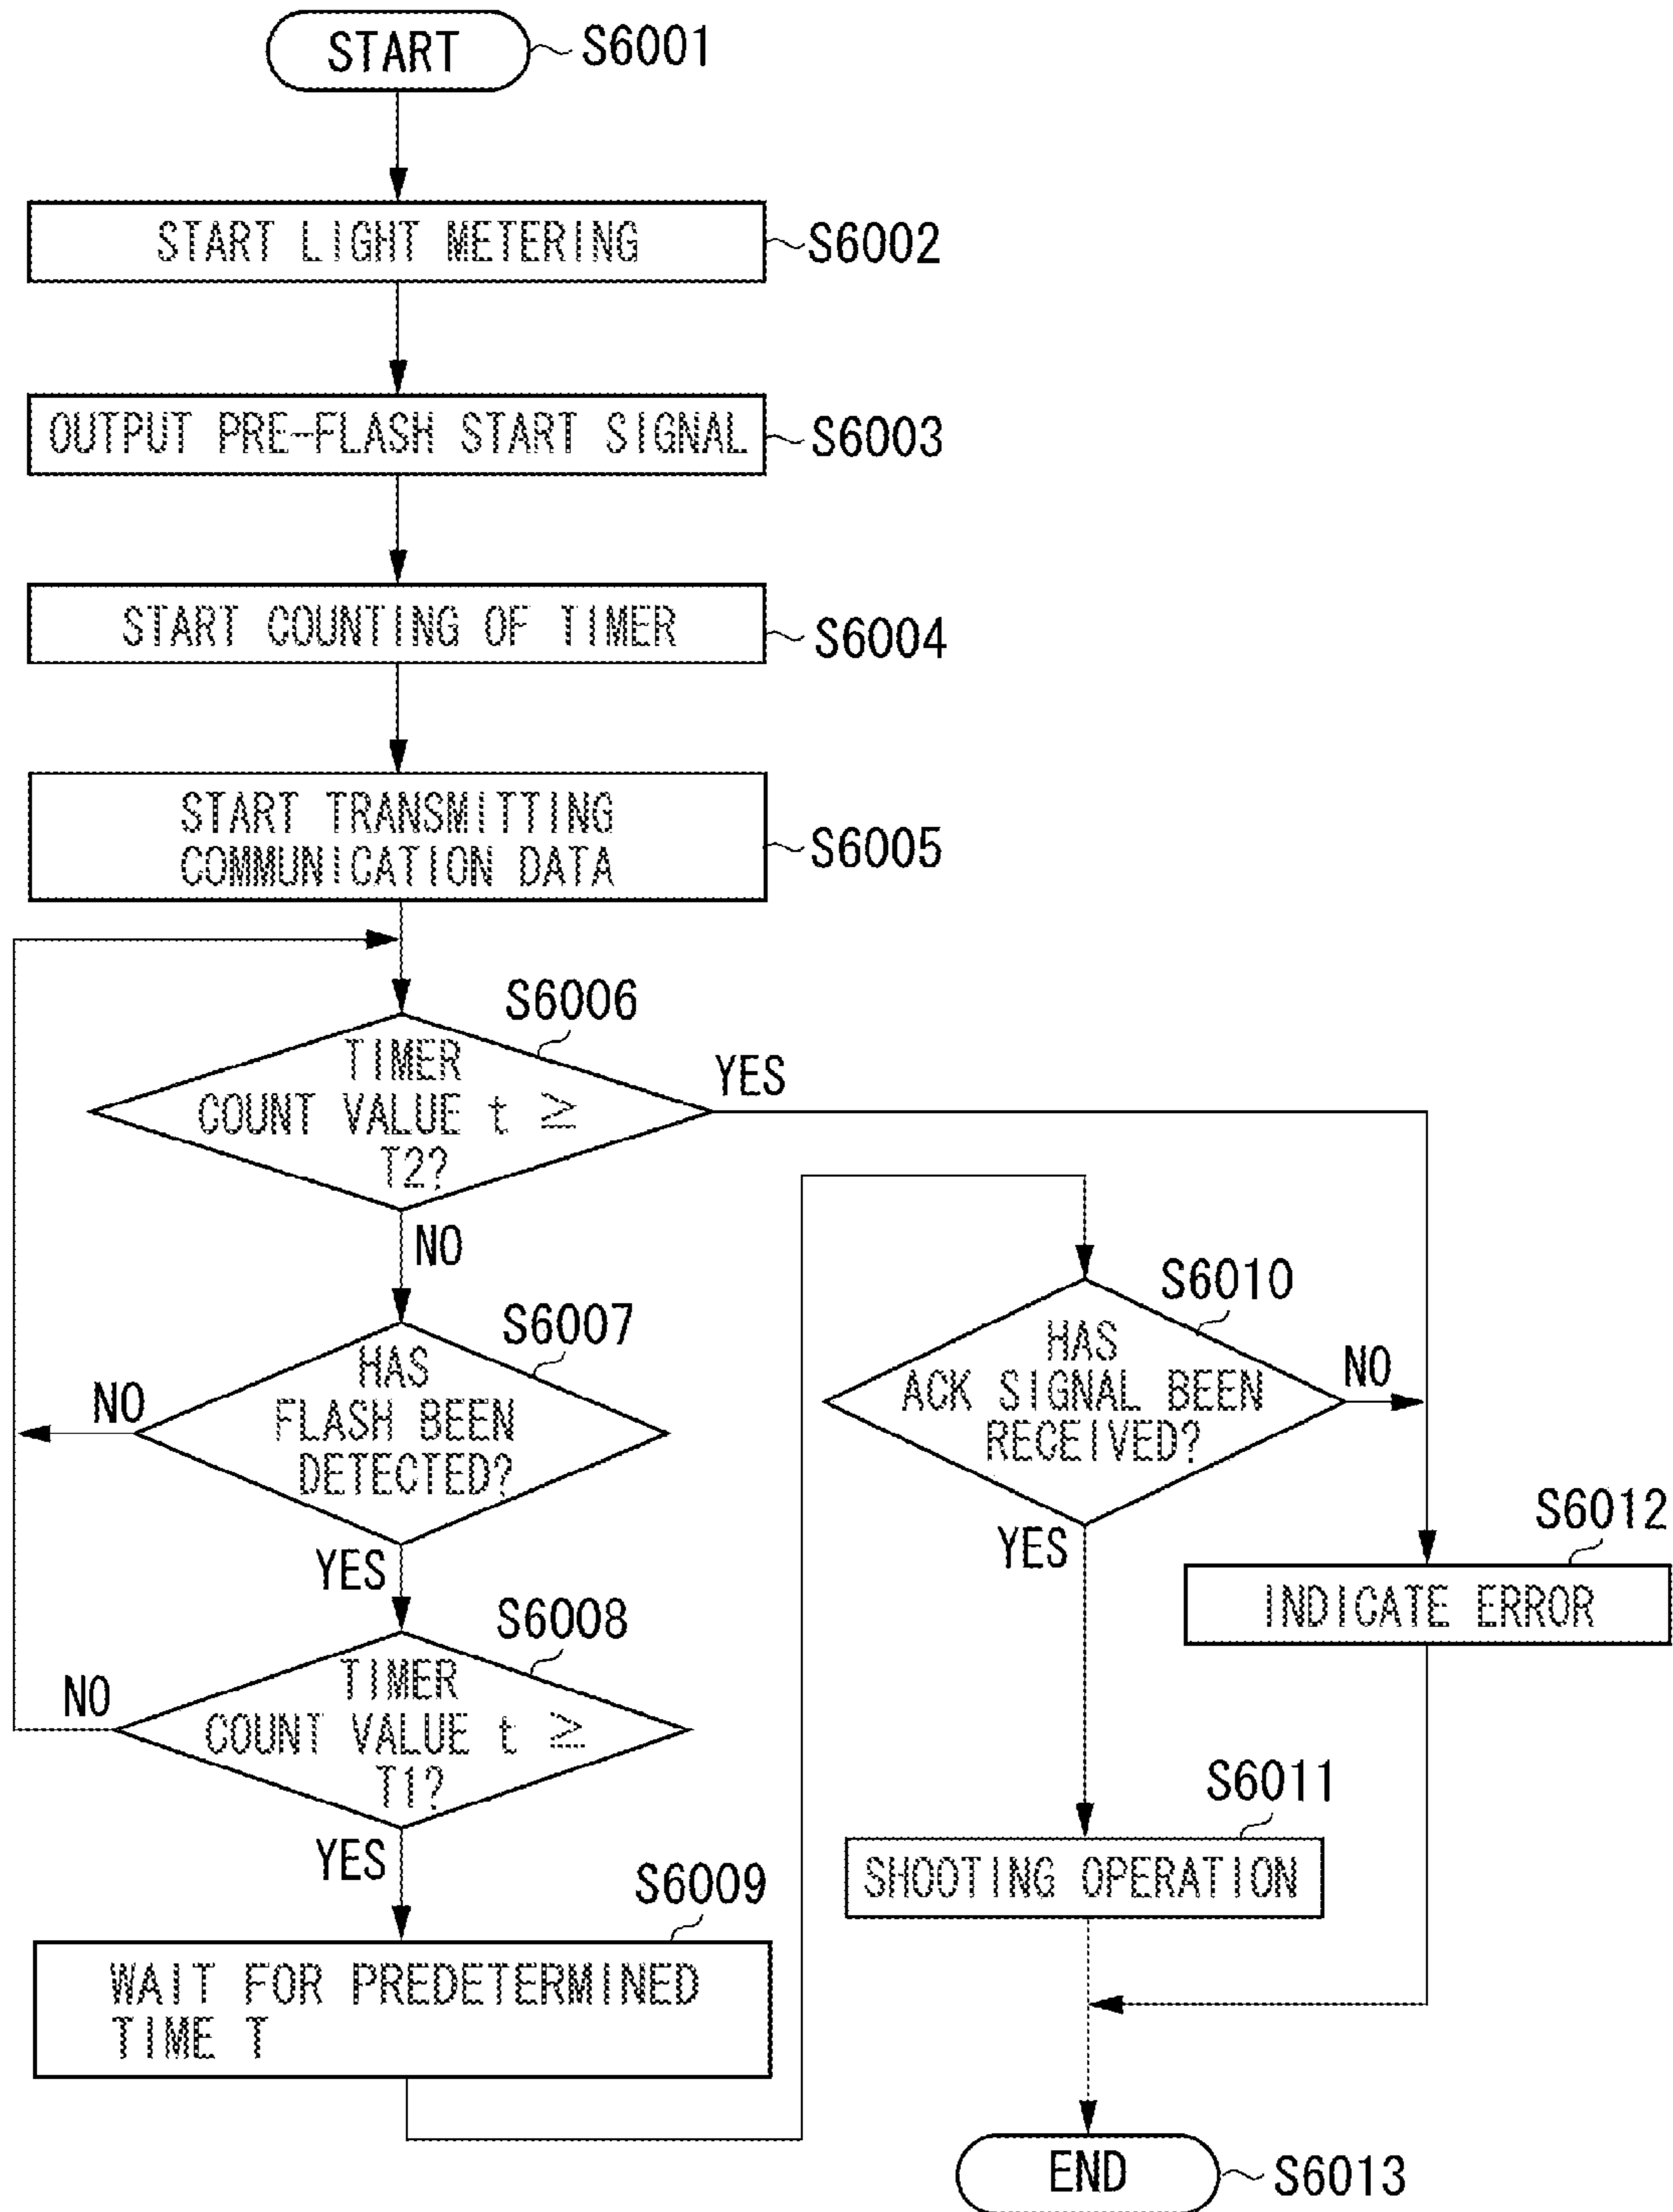 START
S6001
START LIGHT METERING
S6002
OUTPUT PRE-FLASH START SIGNAL
S6003
START COUNTING OF TIMER
S6004
START TRANSMITTING
COMMUNICATION DATA
S6005
S6006
TIMER
COUNT VALUE t ≥
T2?
YES
NO
S6007
HAS
FLASH BEEN
DETECTED?
NO
YES
S6008
TIMER
COUNT VALUE t ≥
T1?
NO
YES
S6009
WAIT FOR PREDETERMINED
TIME T
S6010
HAS
ACK SIGNAL BEEN
RECEIVED?
NO
YES
S6012
INDICATE ERROR
S6011
SHOOTING OPERATION
END
S6013